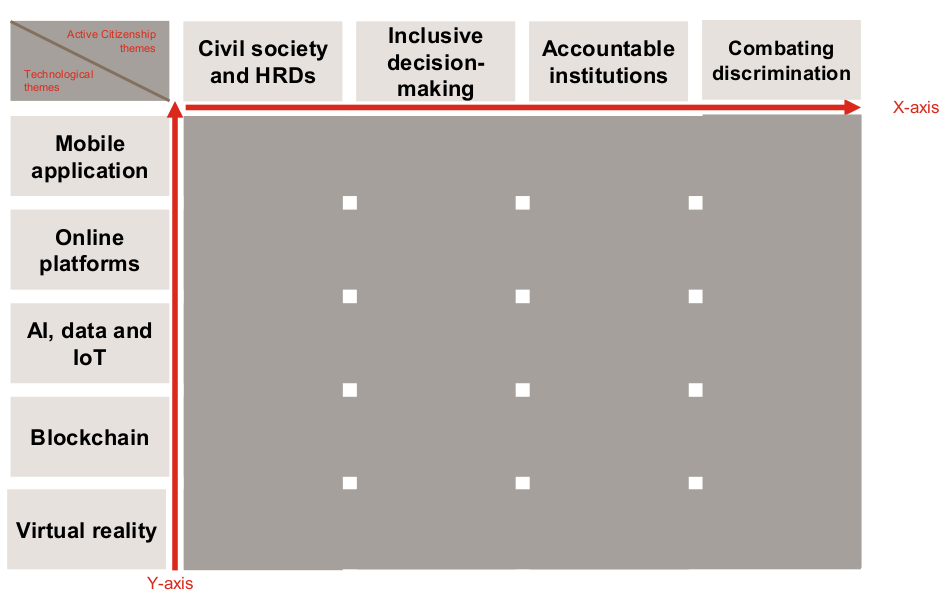 Active Citizenship
themes
Technological
themes
Civil society
and HRDs
Inclusive
decision-
making
Accountable
institutions
Combating
discrimination
X-axis
Mobile
application
Online
platforms
AI, data and
IoT
Blockchain
Virtual reality
Y-axis